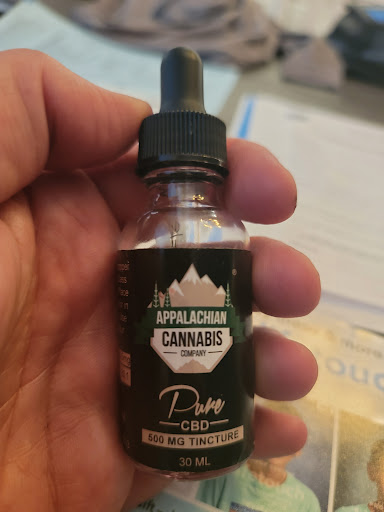 APPALACHIAN
CANNABIS
COMPANY
Pure
CBD
500 MG TINCTURE
30 ML